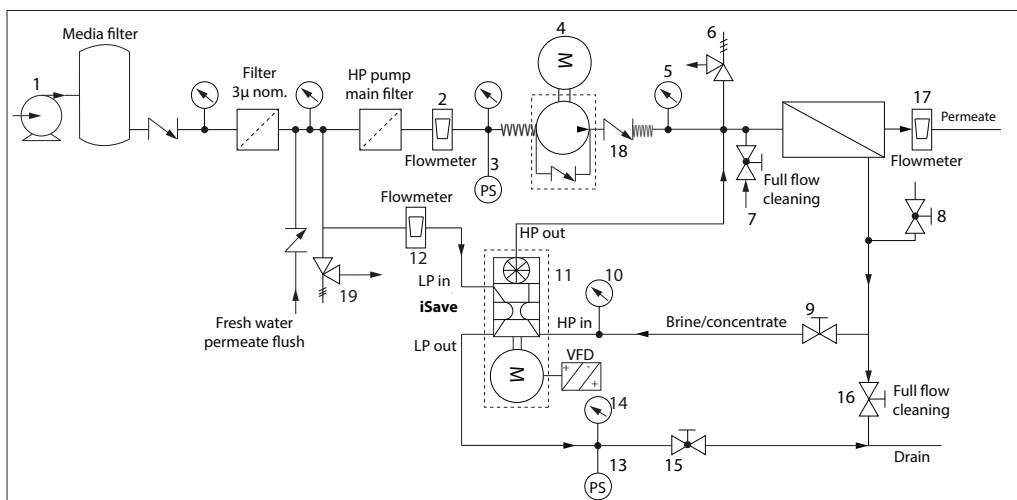 Media filter
1
Filter
3µ nom.
HP pump
main filter
2
Flowmeter
3
PS
4
M
18
5
6
7
Full flow
cleaning
17
Permeate
Flowmeter
8
Flowmeter
12
19
Fresh water
permeate flush
HP out
LP in
iSave
11
LP out
HP in
10
M
VFD
+
-
+
Brine/concentrate
9
16
Full flow
cleaning
14
13
PS
15
Drain